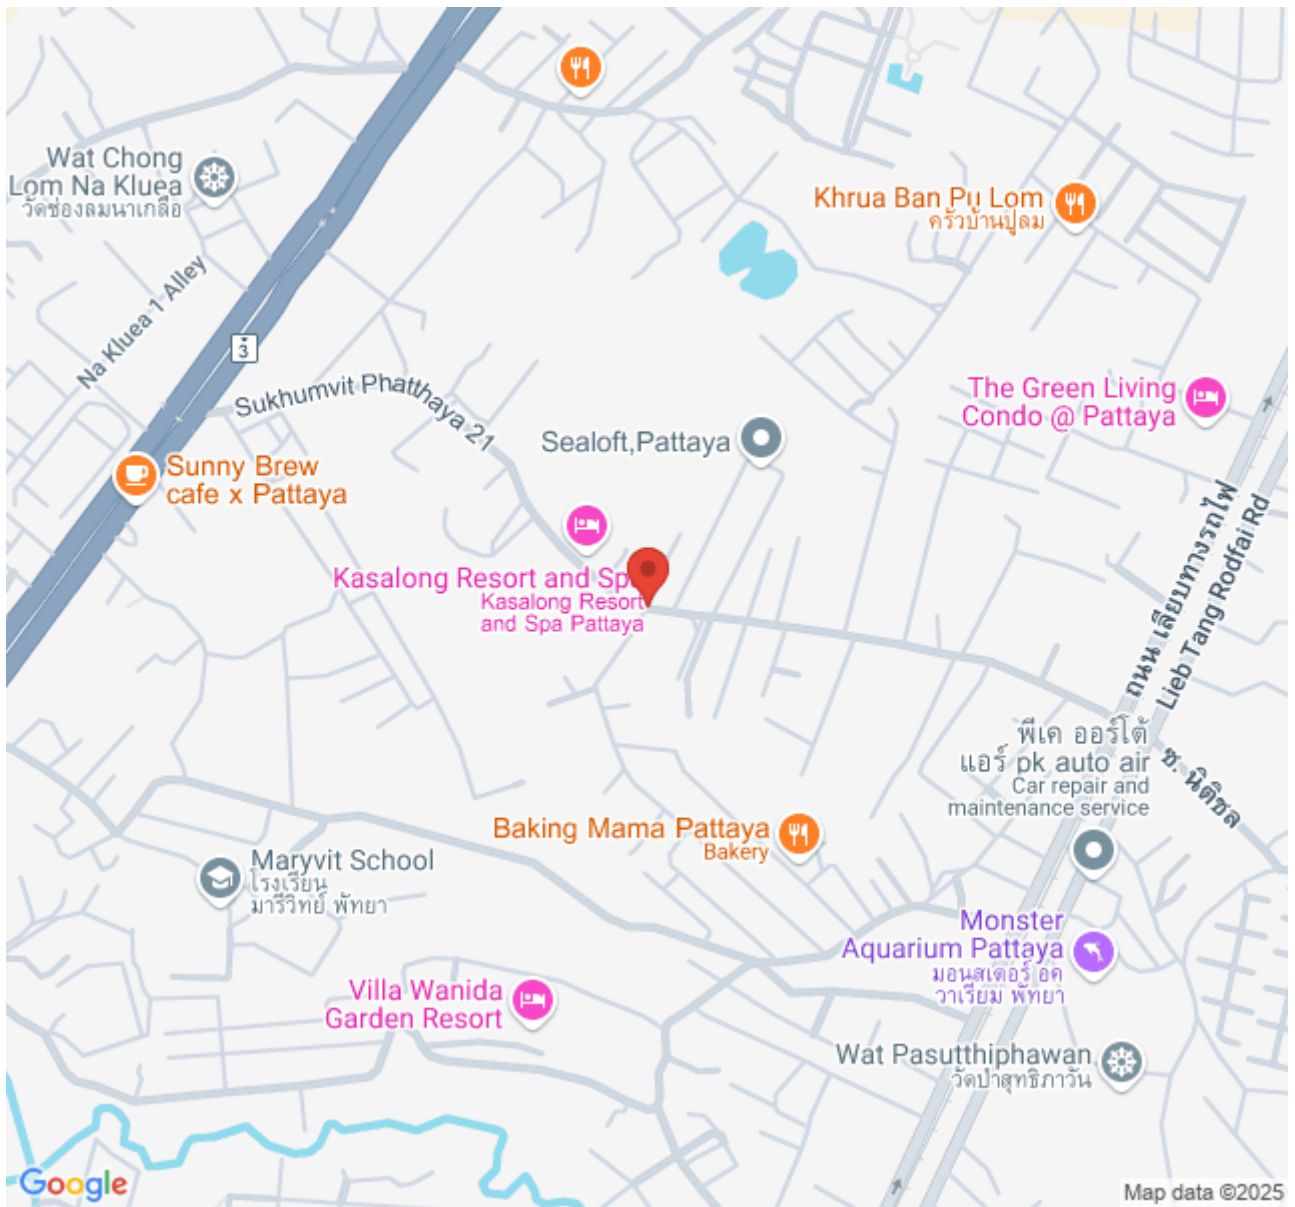 Wat Chong
Lom Na Kluea
วัดช่องลมนาเกลือ
Khrua Ban Pu Lom
ครัวบ้านปูลม
Na Kluea 1 Alley
3
Sukhumvit Phatthaya 21
The Green Living
Condo @ Pattaya
Sealoft,Pattaya
Sunny Brew
cafe x Pattaya
Kasalong Resort and Spa
Kasalong Resort
and Spa Pattaya
ถนน เลียบทางรถไฟ
Lieb Tang Rodfai Rd
พีเค ออร์โต้
แอร์ pk auto air
Car repair and
maintenance service
ซ. นิติชล
Baking Mama Pattaya
Bakery
Maryvit School
โรงเรียน
มารีวิทย์ พัทยา
Monster
Aquarium Pattaya
มอนสเตอร์ อค
วาเรียม พัทยา
Villa Wanida
Garden Resort
Wat Pasutthiphawan
วัดป่าสุทธิภาวัน
Google
Map data ©2025